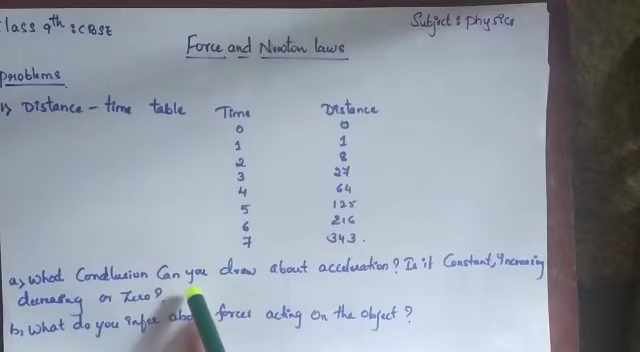 class 9th : CBSE Subject : physics
Force and Newton laws
problems
1) Distance - time table Time Distance
0 0
1 1
2 8
3 27
4 64
5 125
6 216
7 343.
a) what Conclusion Can you draw about acceleration? Is it Constant, increasing
decreasing or Zero?
b) What do you infer about forces acting on the object?